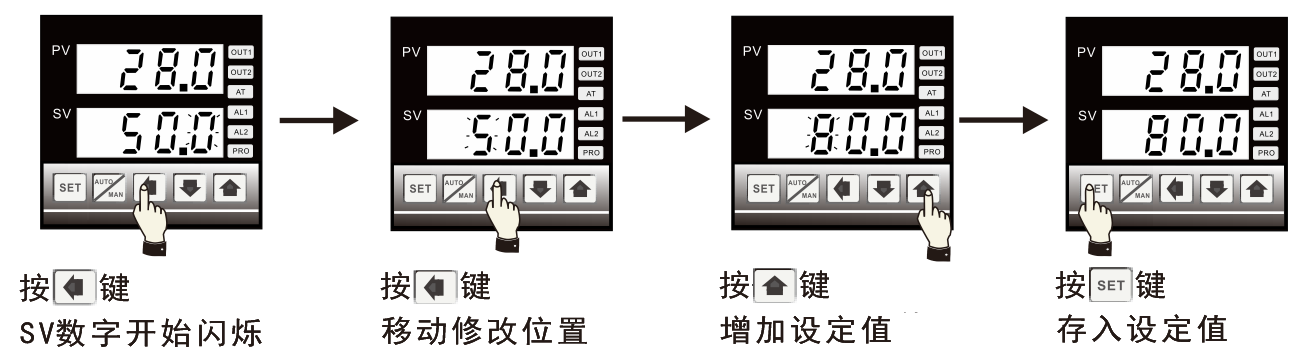 PV 28.0 OUT1
OUT2
AT
SV 50.0 AL1
AL2
PRO
SET AUTO MAN
按键
SV数字开始闪烁
PV 28.0 OUT1
OUT2
AT
SV 50.0 AL1
AL2
PRO
SET AUTO MAN
按键
移动修改位置
PV 28.0 OUT1
OUT2
AT
SV 80.0 AL1
AL2
PRO
SET AUTO MAN
按键
增加设定值
PV 28.0 OUT1
OUT2
AT
SV 80.0 AL1
AL2
PRO
SET AUTO MAN
按 SET 键
存入设定值